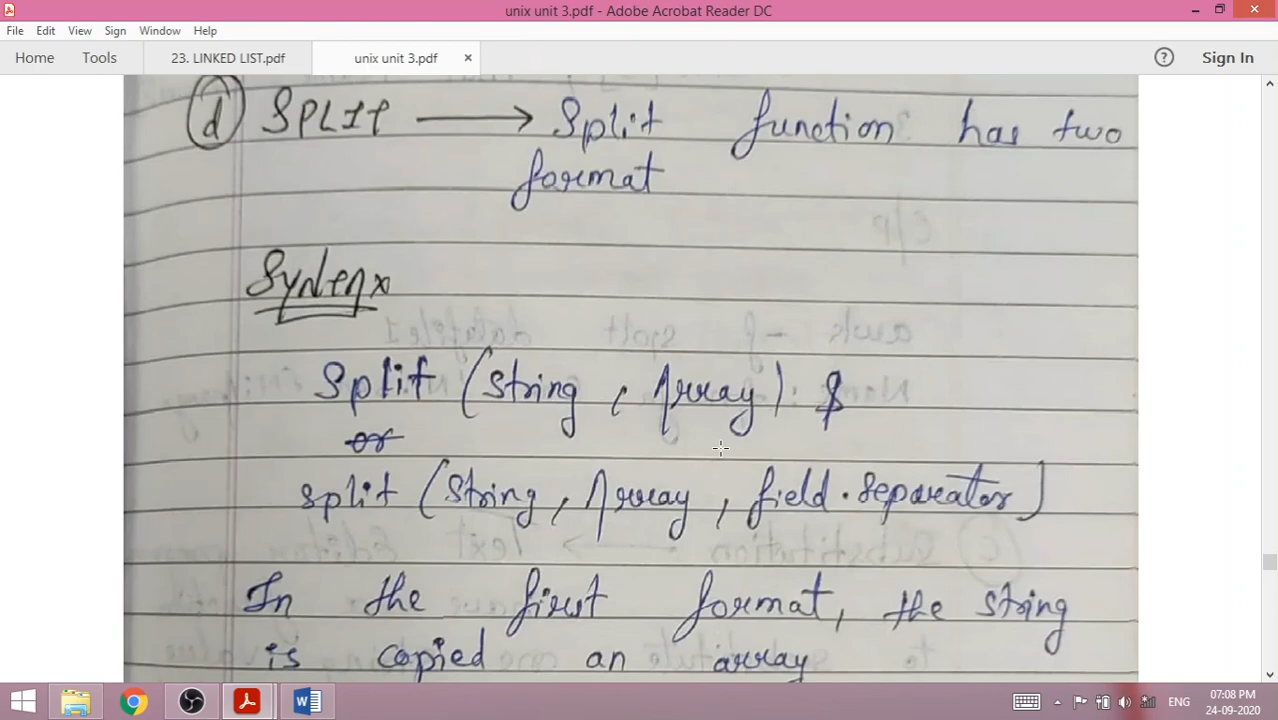 unix unit 3.pdf - Adobe Acrobat Reader DC
File Edit View Sign Window Help
Home Tools 23. LINKED LIST.pdf unix unit 3.pdf × ? Sign In
(d) SPLIT → Split function has two
format
Syntax
Split (String, Array) $
or
split (String, Array, field.separator)
In the first format, the string
is copied an array
ENG
07:08 PM
24-09-2020